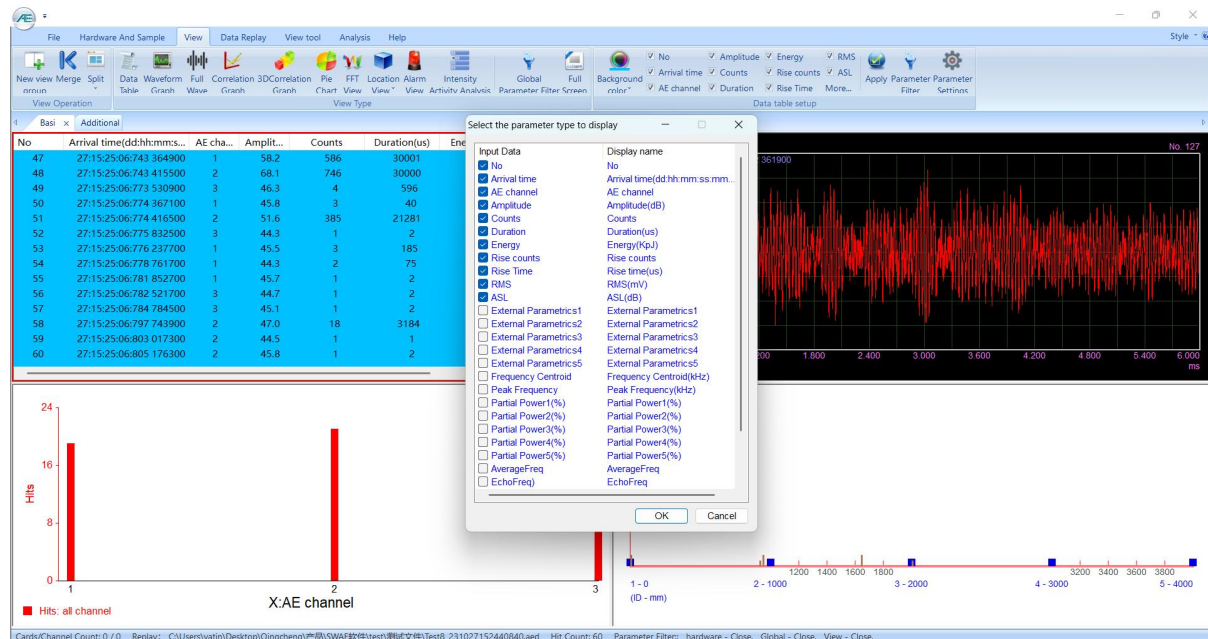 AE
File Hardware And Sample View Data Replay View tool Analysis Help Style
New view group Merge Split Data Table Waveform Graph Full Wave Correlation Graph 3DCorrelation Graph Pie Chart FFT View Location View Alarm View Intensity Activity Analysis Global Parameter Filter Full Screen Background color No Amplitude Energy RMS Apply Parameter Filter Parameter Settings
Arrival time Counts Rise counts ASL
AE channel Duration Rise Time More...
View Operation View Type Data table setup
Basi x Additional
No Arrival time(dd:hh:mm:s... AE cha... Amplit... Counts Duration(us) Ene
47 27:15:25:06:743 364900 1 58.2 586 30001
48 27:15:25:06:743 415500 2 68.1 746 30000
49 27:15:25:06:773 530900 3 46.3 4 596
50 27:15:25:06:774 367100 1 45.8 3 40
51 27:15:25:06:774 416500 2 51.6 385 21281
52 27:15:25:06:775 832500 3 44.3 1 2
53 27:15:25:06:776 237700 1 45.5 3 185
54 27:15:25:06:778 761700 1 44.3 2 75
55 27:15:25:06:781 852700 1 45.7 1 2
56 27:15:25:06:782 521700 3 44.7 1 2
57 27:15:25:06:784 784500 3 45.1 1 2
58 27:15:25:06:797 743900 2 47.0 18 3184
59 27:15:25:06:803 017300 2 44.5 1 1
60 27:15:25:06:805 176300 2 45.8 1 2
Select the parameter type to display
Input Data Display name
No No
Arrival time Arrival time(dd:hh:mm:ss:mm...
AE channel AE channel
Amplitude Amplitude(dB)
Counts Counts
Duration Duration(us)
Energy Energy(KpJ)
Rise counts Rise counts
Rise Time Rise time(us)
RMS RMS(mV)
ASL ASL(dB)
External Parametrics1 External Parametrics1
External Parametrics2 External Parametrics2
External Parametrics3 External Parametrics3
External Parametrics4 External Parametrics4
External Parametrics5 External Parametrics5
Frequency Centroid Frequency Centroid(kHz)
Peak Frequency Peak Frequency(kHz)
Partial Power1(%) Partial Power1(%)
Partial Power2(%) Partial Power2(%)
Partial Power3(%) Partial Power3(%)
Partial Power4(%) Partial Power4(%)
Partial Power5(%) Partial Power5(%)
AverageFreq AverageFreq
EchoFreq) EchoFreq
OK Cancel
No. 127
361900
200 1.800 2.400 3.000 3.600 4.200 4.800 5.400 6.000
ms
24
16
Hits
8
0
1 2 3
X:AE channel
Hits: all channel
1200 1400 1600 1800 3200 3400 3600 3800
1 - 0 2 - 1000 3 - 2000 4 - 3000 5 - 4000
(ID - mm)
Cards/Channel Count: 0 / 0 Replay: C:\Users\yatin\Desktop\Qingcheng\产品\SWAE软件\test\测试文件\Test8_231027152440840.aed Hit Count: 60 Parameter Filter: hardware - Close, Global - Close, View - Close,